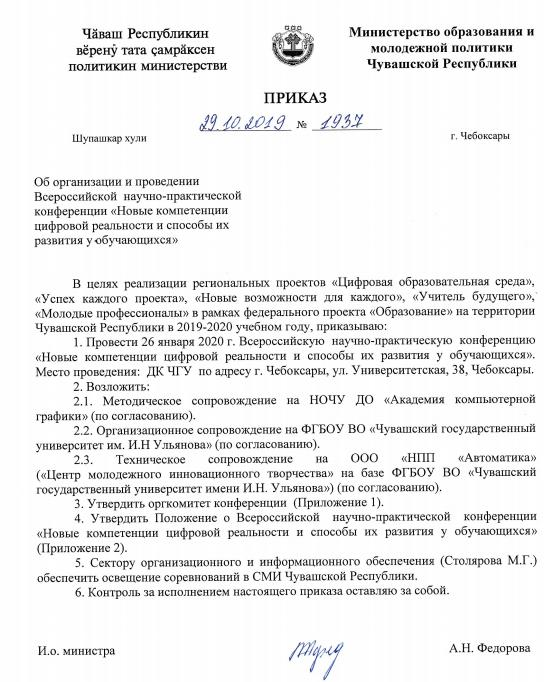 Чӑваш Республикин
вӗренӳ тата ҫамрӑксен
политикин министерстви
Министерство образования и
молодежной политики
Чувашской Республики
ПРИКАЗ
29.10.2019 № 1937
Шупашкар хули
г. Чебоксары
Об организации и проведении
Всероссийской научно-практической
конференции «Новые компетенции
цифровой реальности и способы их
развития у обучающихся»
В целях реализации региональных проектов «Цифровая образовательная среда»,
«Успех каждого проекта», «Новые возможности для каждого», «Учитель будущего»,
«Молодые профессионалы» в рамках федерального проекта «Образование» на территории
Чувашской Республики в 2019-2020 учебном году, приказываю:
1. Провести 26 января 2020 г. Всероссийскую научно-практическую конференцию
«Новые компетенции цифровой реальности и способы их развития у обучающихся».
Место проведения: ДК ЧГУ по адресу г. Чебоксары, ул. Университетская, 38, Чебоксары.
2. Возложить:
2.1. Методическое сопровождение на НОЧУ ДО «Академия компьютерной
графики» (по согласованию).
2.2. Организационное сопровождение на ФГБОУ ВО «Чувашский государственный
университет им. И.Н Ульянова» (по согласованию).
2.3. Техническое сопровождение на ООО «НПП «Автоматика»
(«Центр молодежного инновационного творчества» на базе ФГБОУ ВО «Чувашский
государственный университет имени И.Н. Ульянова») (по согласованию).
3. Утвердить оргкомитет конференции (Приложение 1).
4. Утвердить Положение о Всероссийской научно-практической конференции
«Новые компетенции цифровой реальности и способы их развития у обучающихся»
(Приложение 2).
5. Сектору организационного и информационного обеспечения (Столярова М.Г.)
обеспечить освещение соревнований в СМИ Чувашской Республики.
6. Контроль за исполнением настоящего приказа оставляю за собой.
И.о. министра
А.Н. Федорова